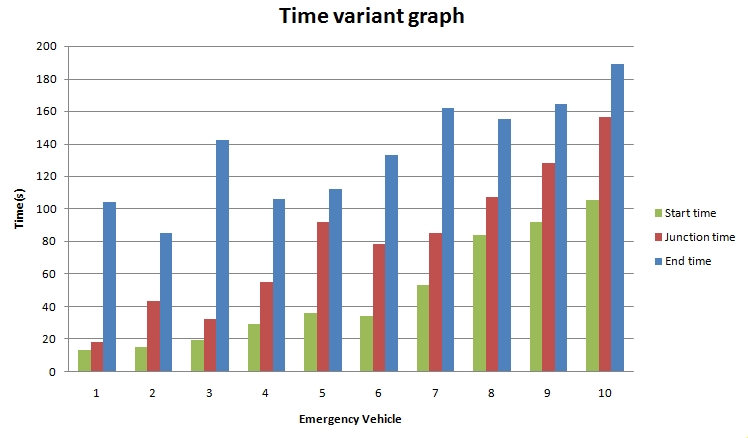 Time variant graph
200
180
160
140
120
100
80
60
40
20
0
Time(s)
1 2 3 4 5 6 7 8 9 10
Emergency Vehicle
Start time
Junction time
End time